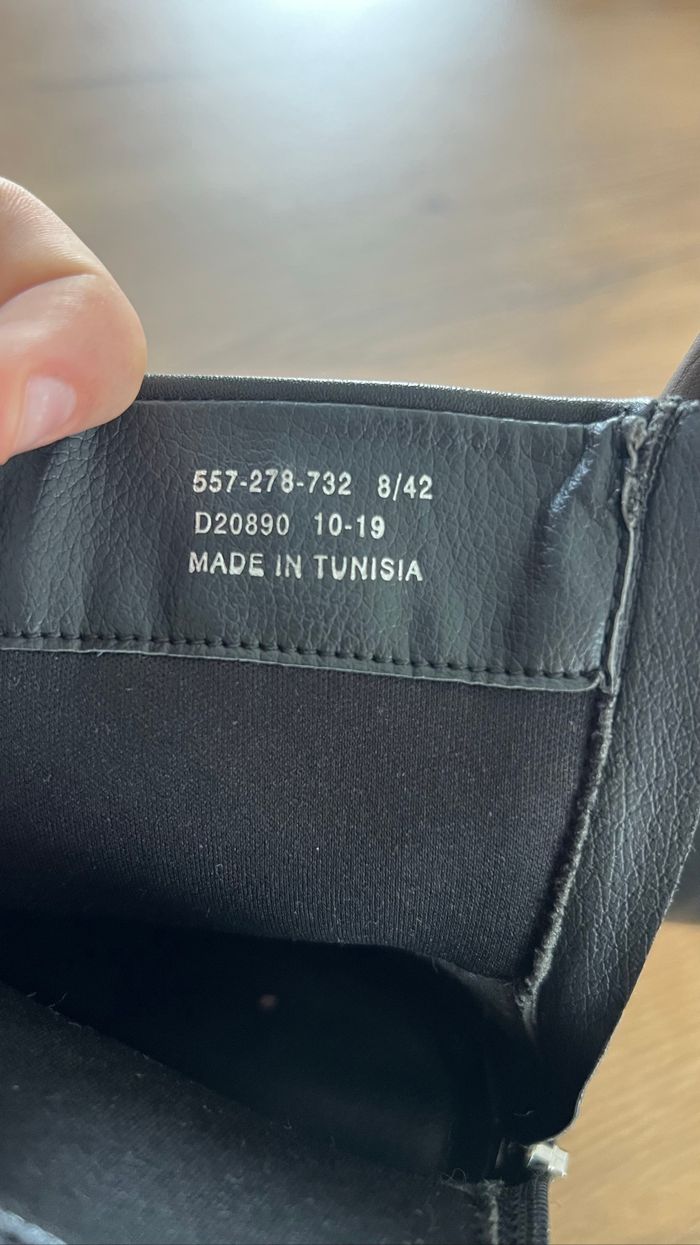 557-278-732 8/42
D20890 10-19
MADE IN TUNISIA